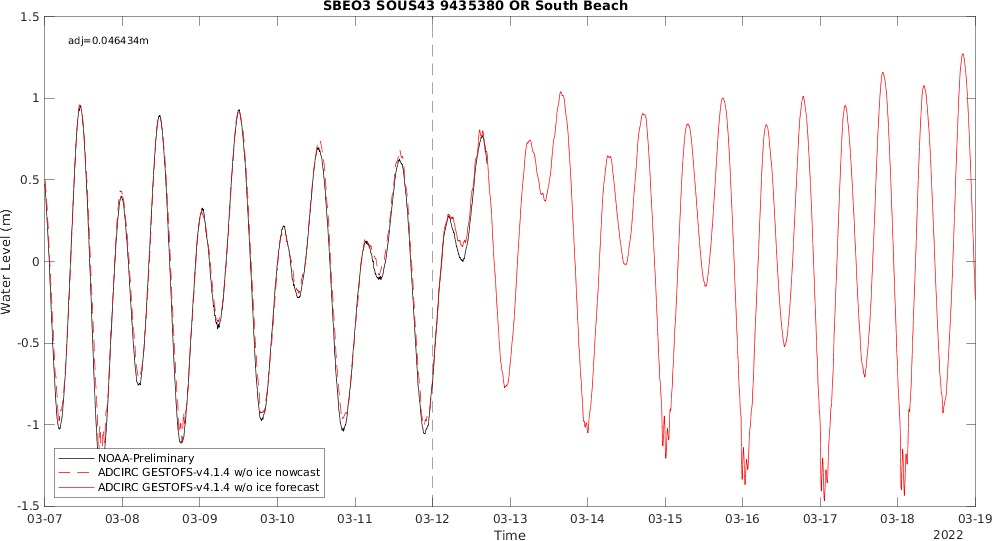 SBEO3 SOUS43 9435380 OR South Beach
adj=0.046434m
Water Level (m)
1.5
1
0.5
0
-0.5
-1
-1.5
NOAA-Preliminary
ADCIRC GESTOFS-v4.1.4 w/o ice nowcast
ADCIRC GESTOFS-v4.1.4 w/o ice forecast
03-07 03-08 03-09 03-10 03-11 03-12 03-13 03-14 03-15 03-16 03-17 03-18 03-19
Time
2022